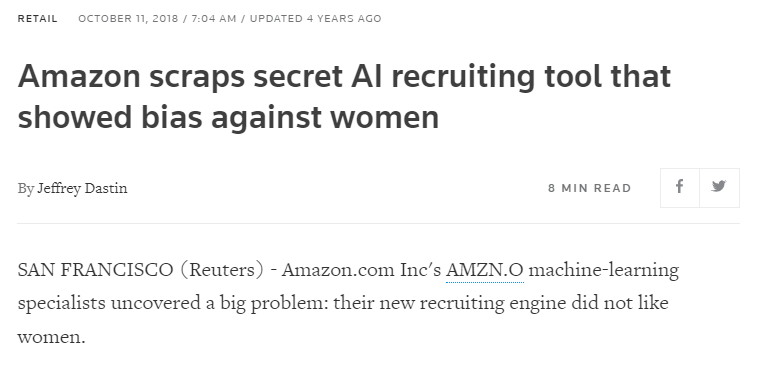 RETAIL OCTOBER 11, 2018 / 7:04 AM / UPDATED 4 YEARS AGO
Amazon scraps secret AI recruiting tool that
showed bias against women
By Jeffrey Dastin 8 MIN READ
SAN FRANCISCO (Reuters) - Amazon.com Inc's AMZN.O machine-learning
specialists uncovered a big problem: their new recruiting engine did not like
women.